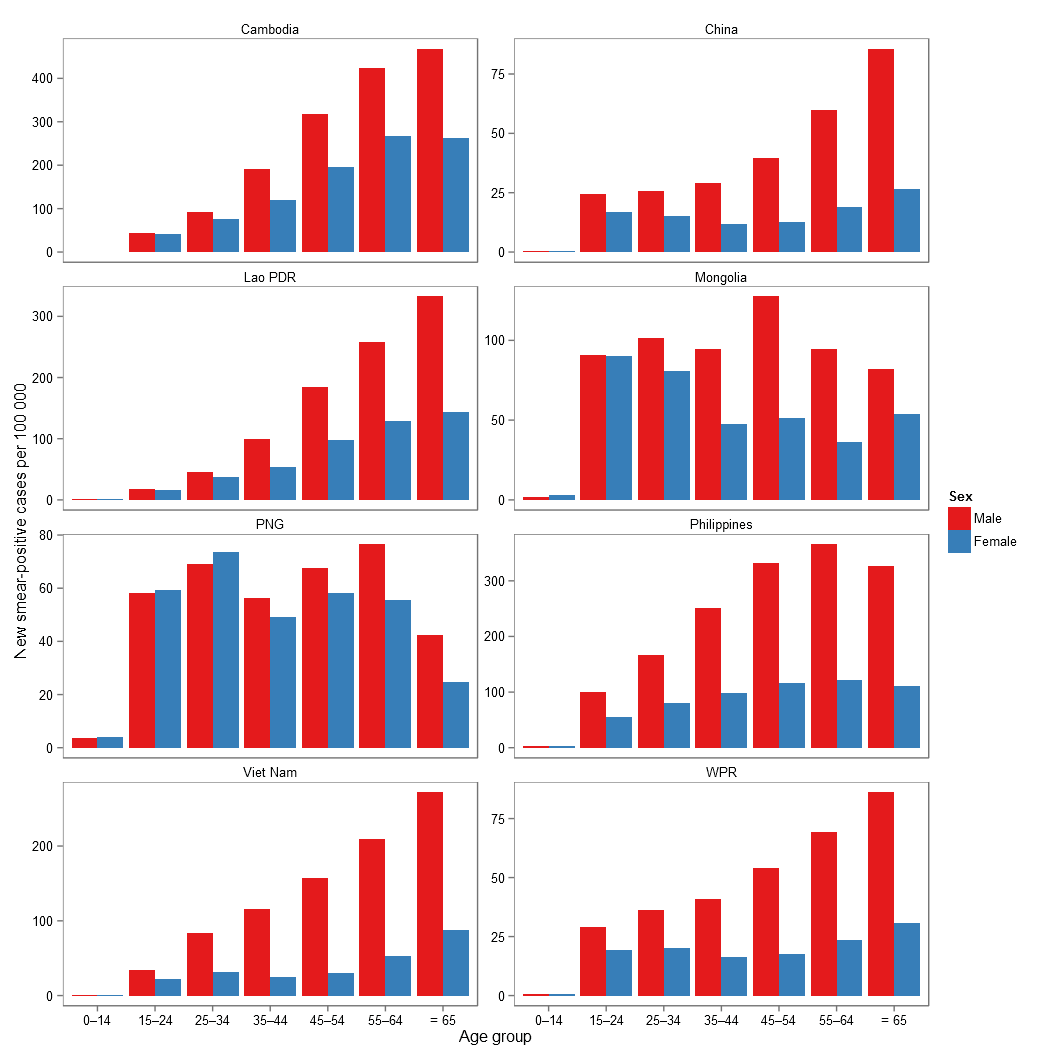 Cambodia
China
400
300
200
100
0
75
50
25
0
Lao PDR
Mongolia
300
200
100
0
100
50
0
PNG
Philippines
80
60
40
20
0
300
200
100
0
Viet Nam
WPR
200
100
0
75
50
25
0
0–14 15–24 25–34 35–44 45–54 55–64 = 65
0–14 15–24 25–34 35–44 45–54 55–64 = 65
Age group
New smear-positive cases per 100 000
Sex
Male
Female